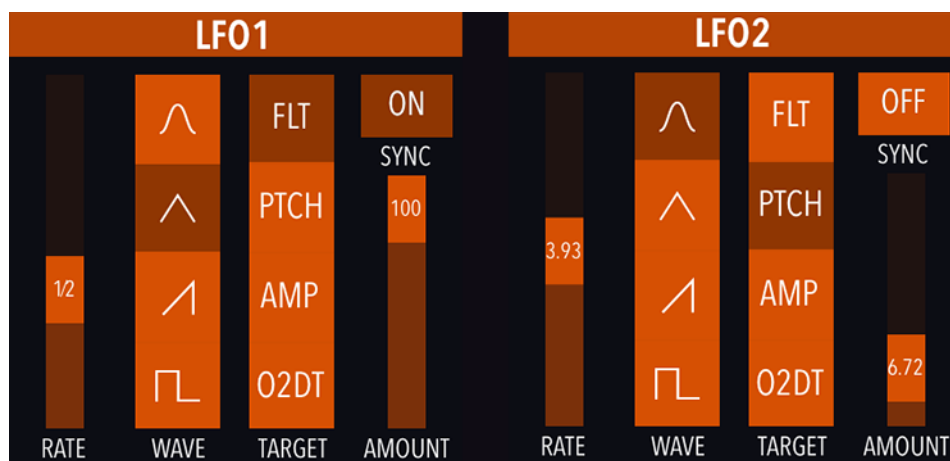 LFO1
ON
FLT
SYNC
PTCH
100
1/2
AMP
O2DT
RATE WAVE TARGET AMOUNT
LFO2
OFF
FLT
SYNC
PTCH
3.93
AMP
6.72
O2DT
RATE WAVE TARGET AMOUNT